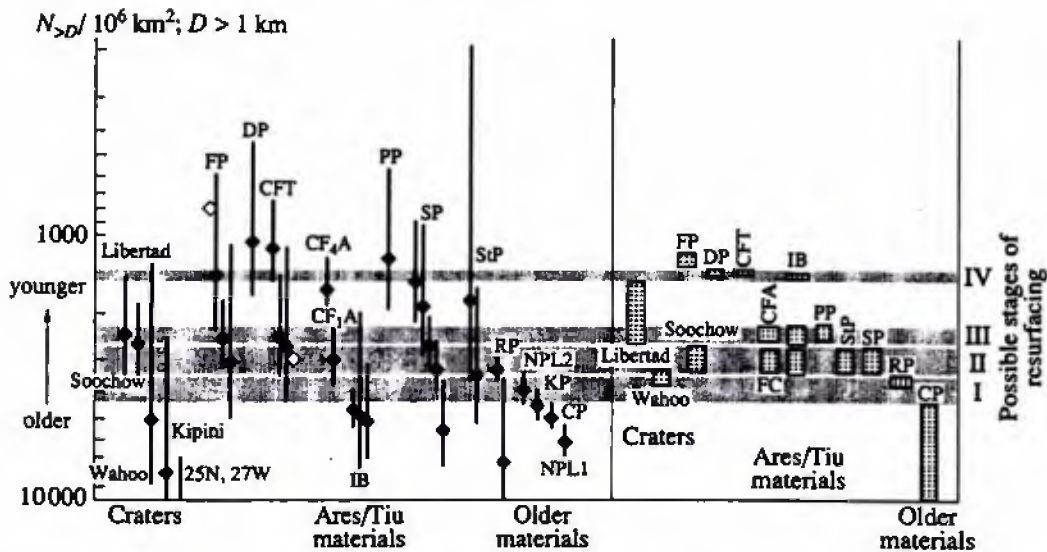 N>D/ 10⁶ km²; D > 1 km
DP
FP
PP
CFT
SP
1000
Libertad
CF₄A
StP
FP
DP
CFT
IB
IV
younger
CF₁A
CFA
PP
Soochow
StP
SP
III
RP
NPL2
Libertad
II
Soochow
KP
Wahoo
FC
RP
I
older
CP
CP
Kipini
Craters
Wahoo
25N, 27W
IB
NPL1
Ares/Tiu
materials
10000
Craters
Ares/Tiu
materials
Older
materials
Older
materials
Possible stages of
resurfacing